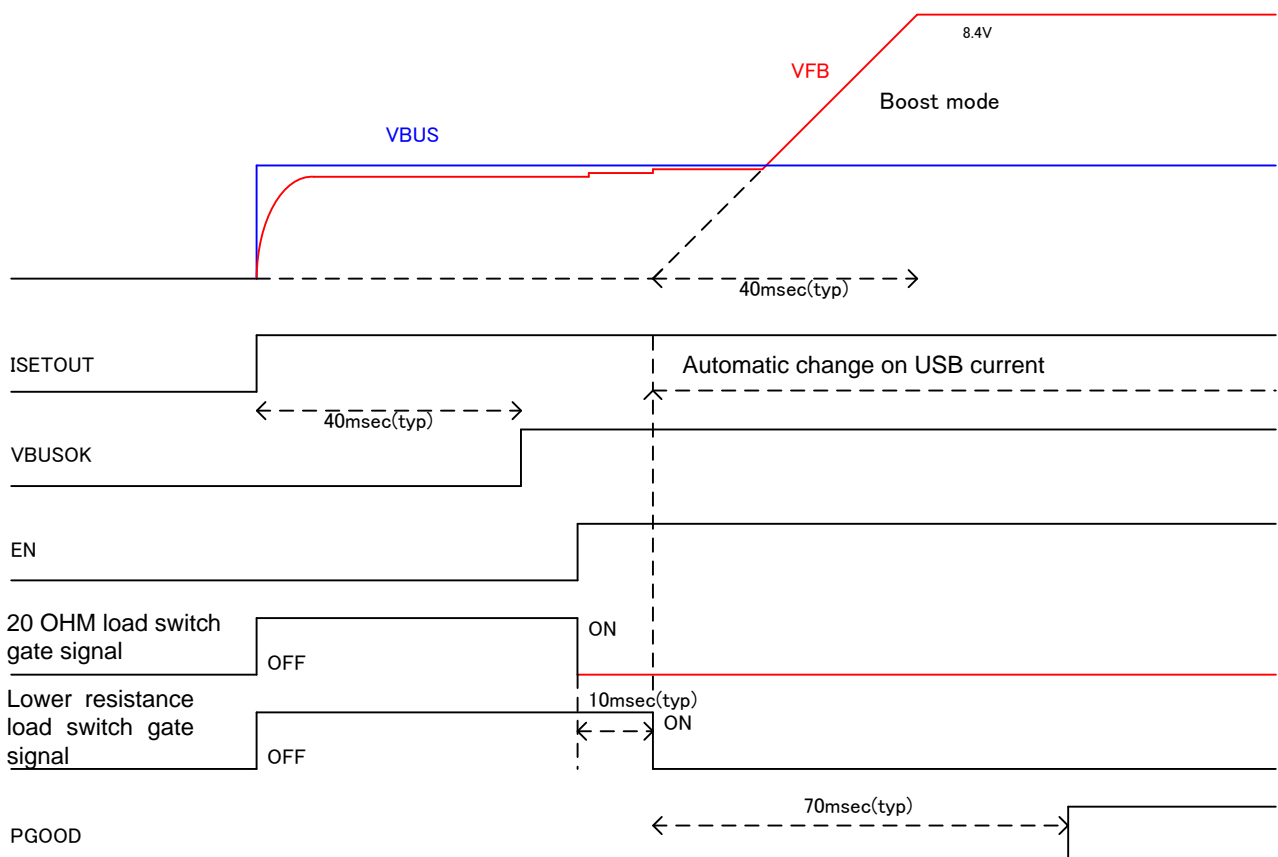 8.4V
VFB
Boost mode
VBUS
40msec(typ)
ISETOUT
Automatic change on USB current
40msec(typ)
VBUSOK
EN
20 OHM load switch
gate signal
ON
OFF
Lower resistance
load switch gate
signal
10msec(typ)
ON
OFF
70msec(typ)
PGOOD